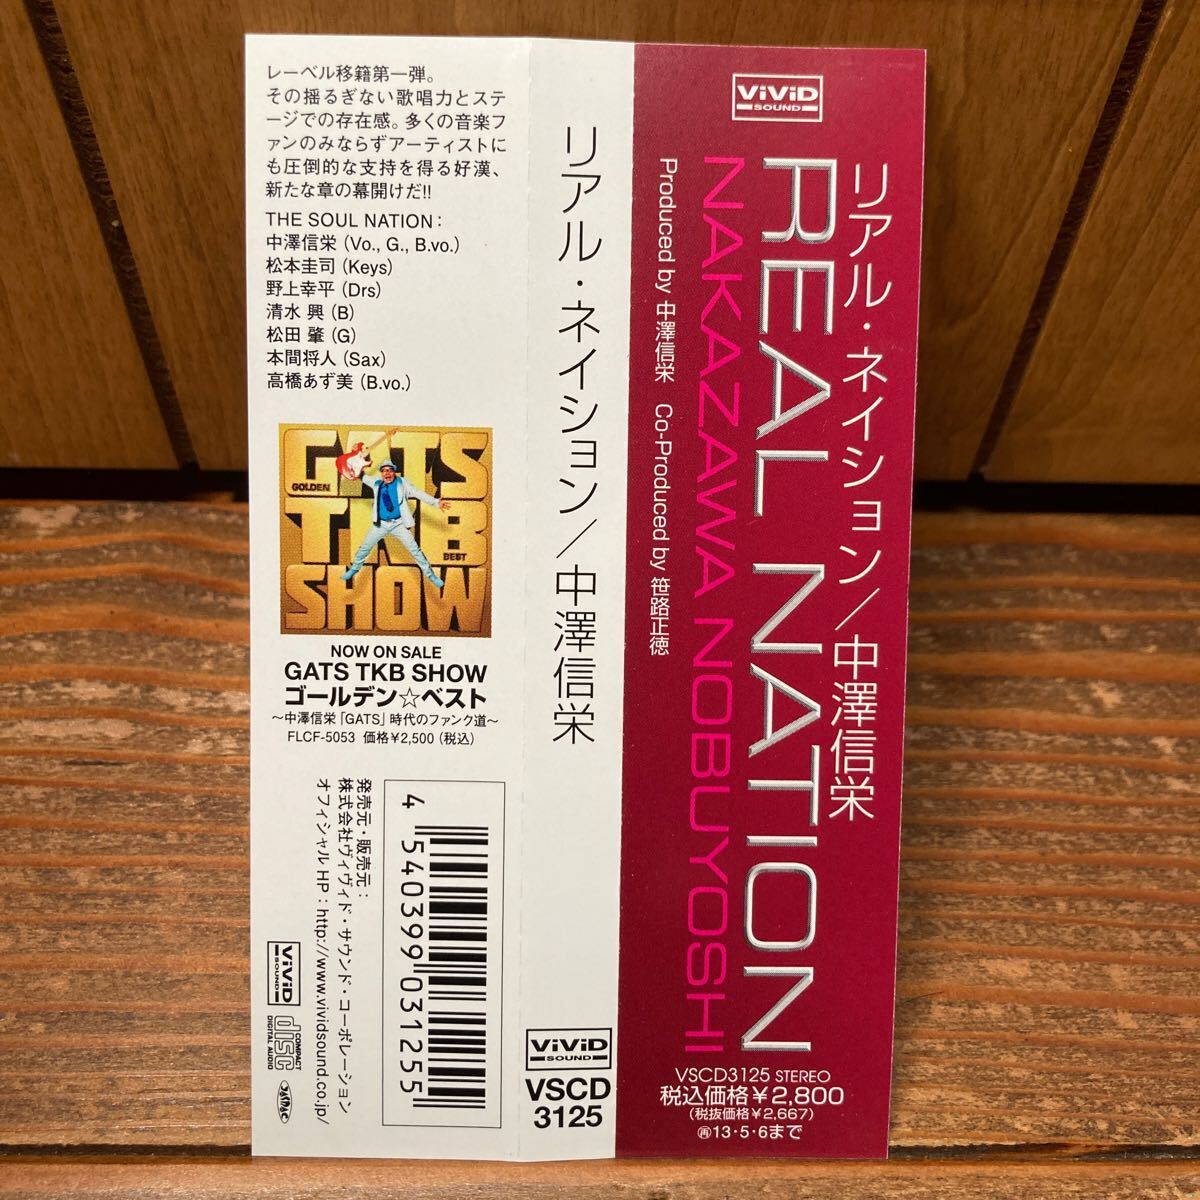 レーベル移籍第一弾。
その揺るぎない歌唱力とステ
ージでの存在感。多くの音楽フ
ァンのみならずアーティストに
も圧倒的な支持を得る好漢、
新たな章の幕開けだ!!
THE SOUL NATION:
中澤信栄(Vo., G., B.vo.)
松本圭司(Keys)
野上幸平(Drs)
清水 興(B)
松田 肇(G)
本間将人(Sax)
高橋あず美(B.vo.)
GATS
GOLDEN
TKB
BEST
SHOW
NOW ON SALE
GATS TKB SHOW
ゴールデン☆ベスト
〜中澤信栄「GATS」時代のファンク道〜
FLCF-5053 価格¥2,500(税込)
4 540399 031255
発売元・販売元:
株式会社ヴィヴィド・サウンド・コーポレーション
オフィシャルHP:http://www.vividsound.co.jp/
ViViD
SOUND
COMPACT
disc
DIGITAL AUDIO
リアル・ネイション/中澤信栄
ViViD
SOUND
VSCD
3125
ViViD
SOUND
リアル・ネイション/中澤信栄
REAL NATION
NAKAZAWA NOBUYOSHI
Produced by 中澤信栄 Co-Produced by 笹路正徳
VSCD3125 STEREO
税込価格¥2,800
(税抜価格¥2,667)
㊢13・5・6まで